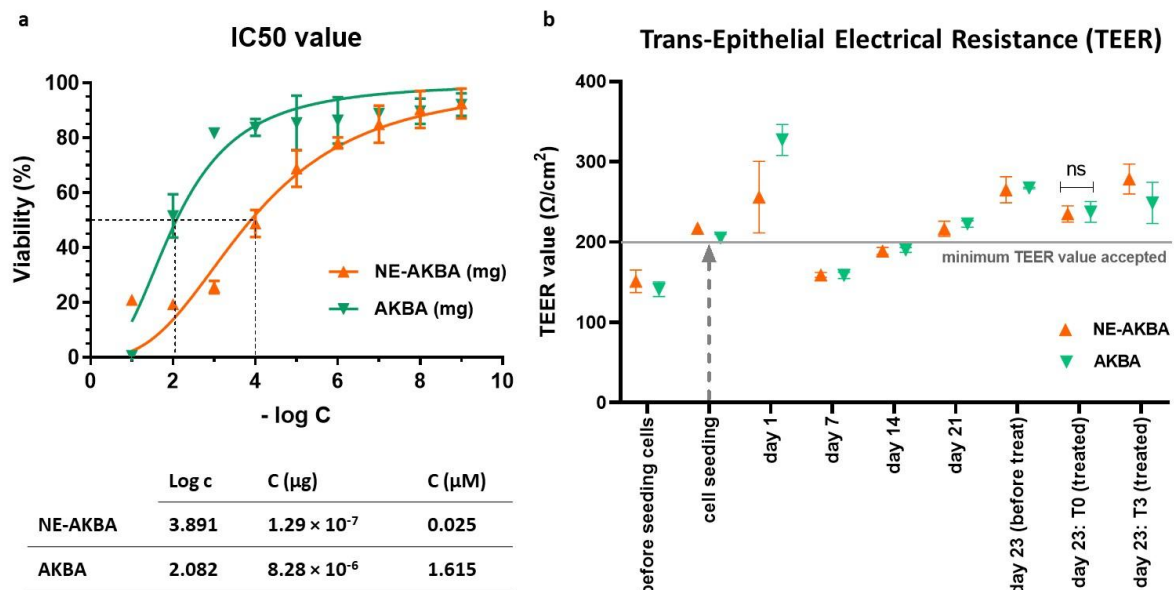 a
IC50 value
100
80
60
40
20
0
Viability (%)
NE-AKBA (mg)
AKBA (mg)
0 2 4 6 8 10
- log C
Log c C (µg) C (µM)
NE-AKBA 3.891 1.29 × 10⁻⁷ 0.025
AKBA 2.082 8.28 × 10⁻⁶ 1.615
b
Trans-Epithelial Electrical Resistance (TEER)
400
300
200
100
0
TEER value (Ω/cm²)
ns
minimum TEER value accepted
NE-AKBA
AKBA
before seeding cells
cell seeding
day 1
day 7
day 14
day 21
day 23 (before treat)
day 23: T0 (treated)
day 23: T3 (treated)